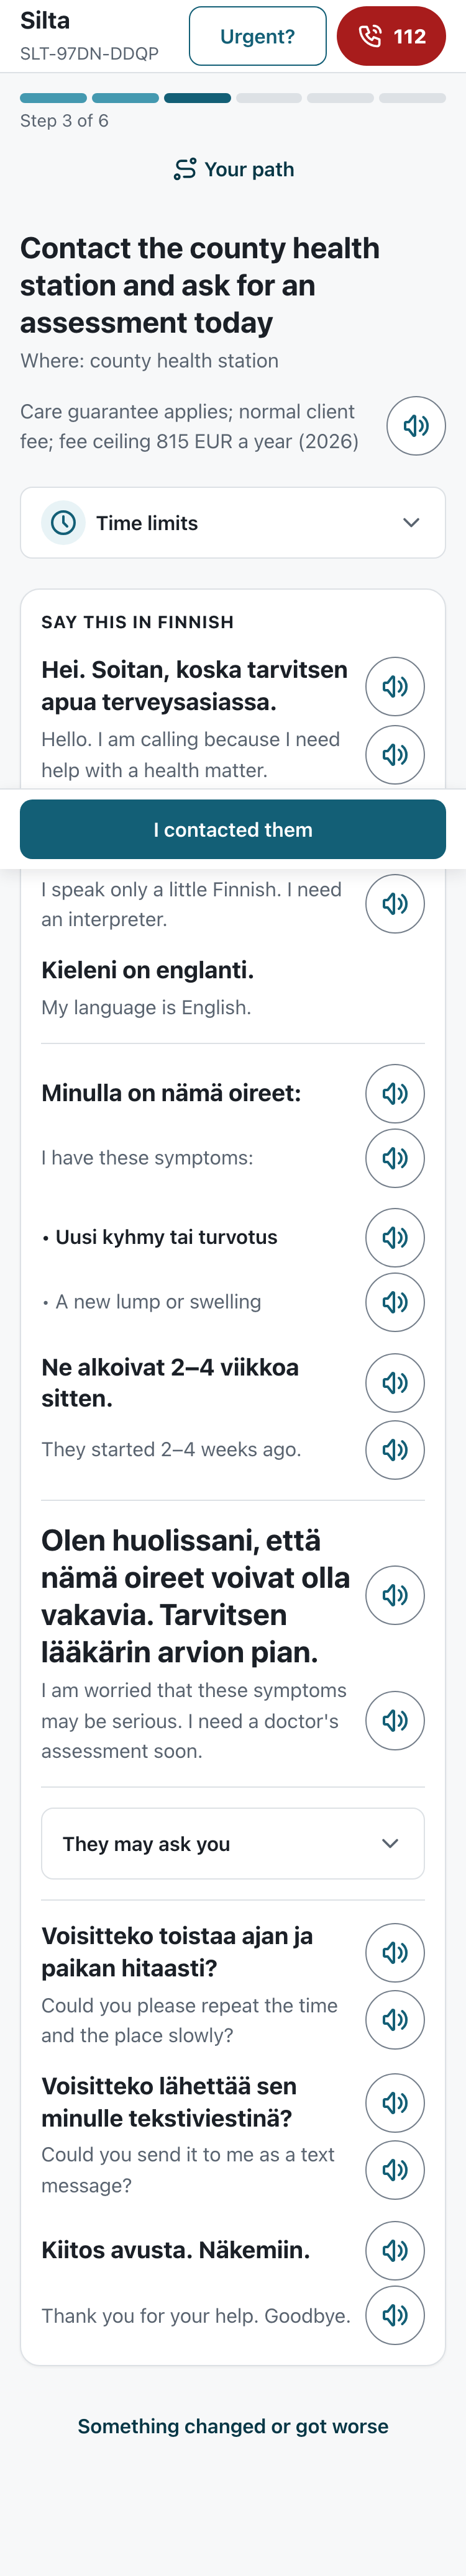 Silta
SLT-97DN-DDQP
Urgent?
112
Step 3 of 6
Your path
Contact the county health
station and ask for an
assessment today
Where: county health station
Care guarantee applies; normal client
fee; fee ceiling 815 EUR a year (2026)
Time limits
SAY THIS IN FINNISH
Hei. Soitan, koska tarvitsen
apua terveysasiassa.
Hello. I am calling because I need
help with a health matter.
I contacted them
I speak only a little Finnish. I need
an interpreter.
Kieleni on englanti.
My language is English.
Minulla on nämä oireet:
I have these symptoms:
• Uusi kyhmy tai turvotus
• A new lump or swelling
Ne alkoivat 2–4 viikkoa
sitten.
They started 2–4 weeks ago.
Olen huolissani, että
nämä oireet voivat olla
vakavia. Tarvitsen
lääkärin arvion pian.
I am worried that these symptoms
may be serious. I need a doctor's
assessment soon.
They may ask you
Voisitteko toistaa ajan ja
paikan hitaasti?
Could you please repeat the time
and the place slowly?
Voisitteko lähettää sen
minulle tekstiviestinä?
Could you send it to me as a text
message?
Kiitos avusta. Näkemiin.
Thank you for your help. Goodbye.
Something changed or got worse